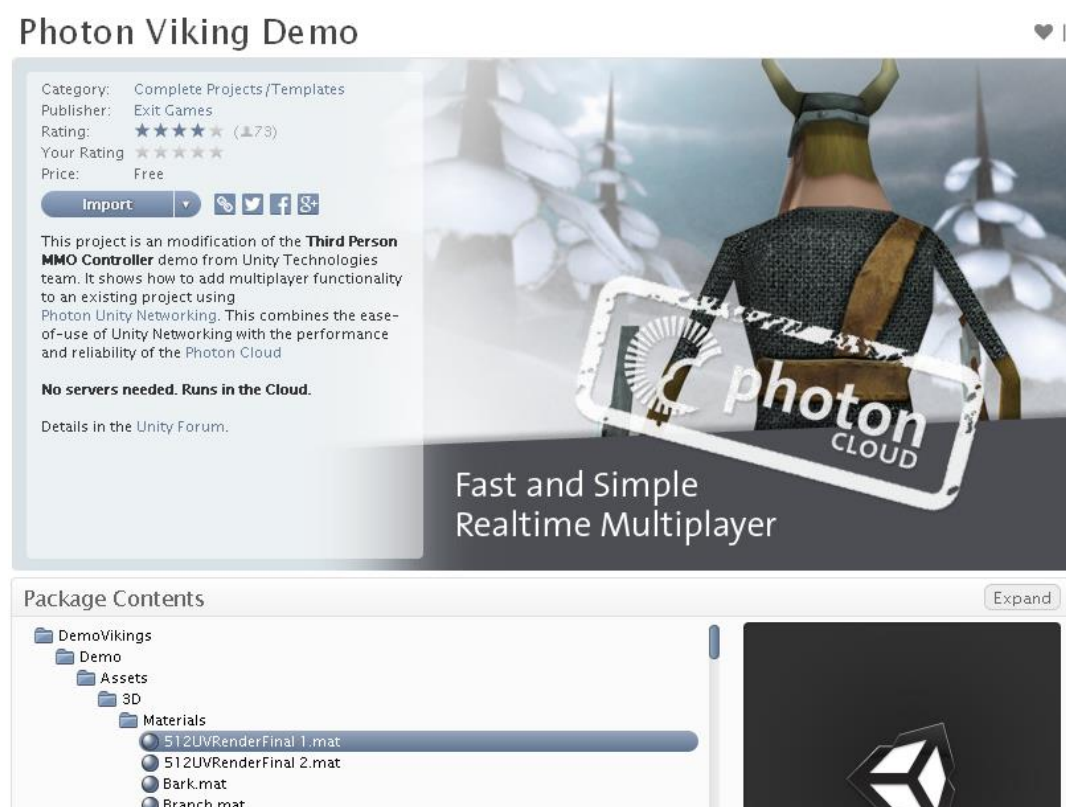 Photon Viking Demo
Category: Complete Projects/Templates
Publisher: Exit Games
Rating: (73)
Your Rating
Price: Free
Import
This project is an modification of the Third Person
MMO Controller demo from Unity Technologies
team. It shows how to add multiplayer functionality
to an existing project using
Photon Unity Networking. This combines the ease-
of-use of Unity Networking with the performance
and reliability of the Photon Cloud
No servers needed. Runs in the Cloud.
Details in the Unity Forum.
photon
CLOUD
Fast and Simple
Realtime Multiplayer
Package Contents
Expand
DemoVikings
Demo
Assets
3D
Materials
512UVRenderFinal 1.mat
512UVRenderFinal 2.mat
Bark.mat
Branch.mat